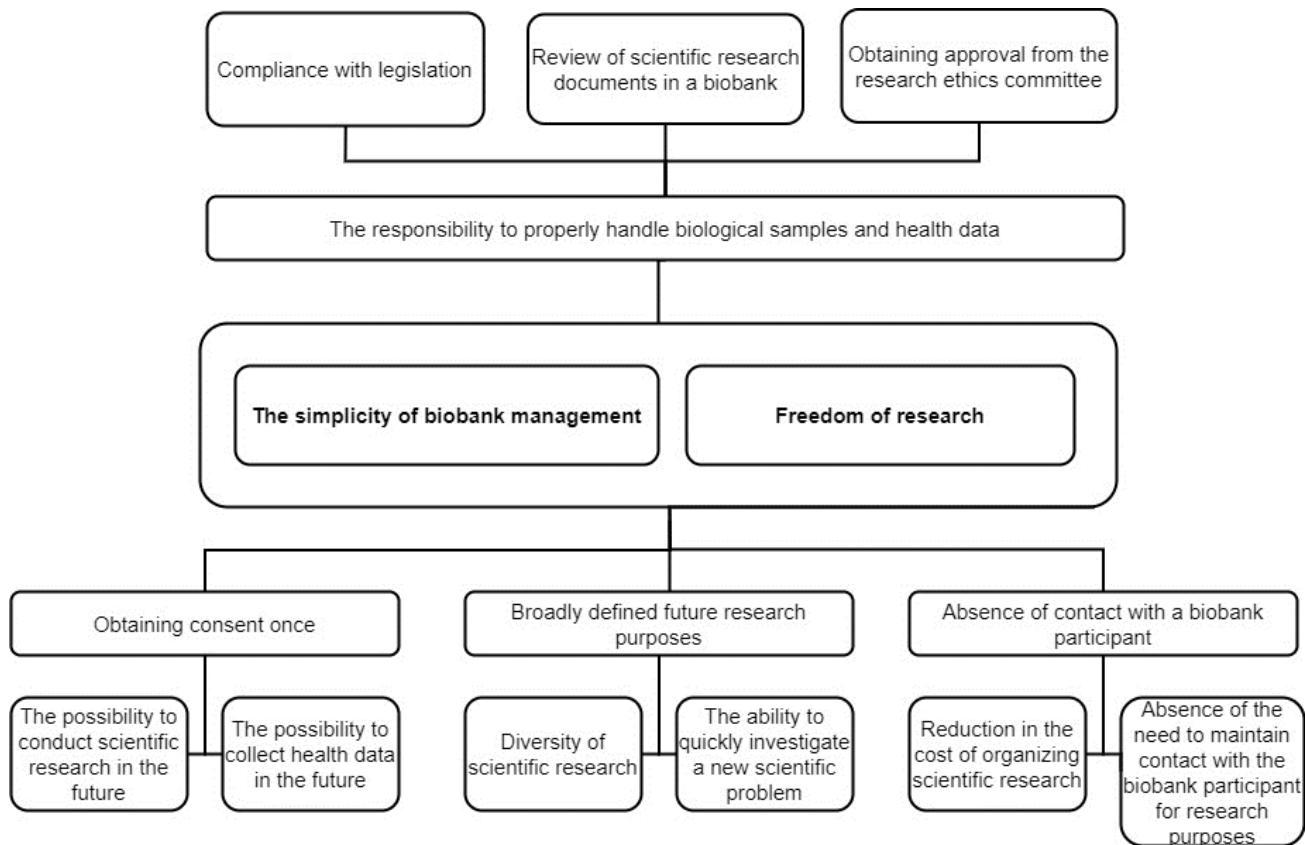 Compliance with legislation
Review of scientific research
documents in a biobank
Obtaining approval from the
research ethics committee
The responsibility to properly handle biological samples and health data
The simplicity of biobank management
Freedom of research
Obtaining consent once
Broadly defined future research
purposes
Absence of contact with a biobank
participant
The possibility to
conduct scientific
research in the
future
The possibility to
collect health data
in the future
Diversity of
scientific research
The ability to
quickly investigate
a new scientific
problem
Reduction in the
cost of organizing
scientific research
Absence of the
need to maintain
contact with the
biobank participant
for research
purposes